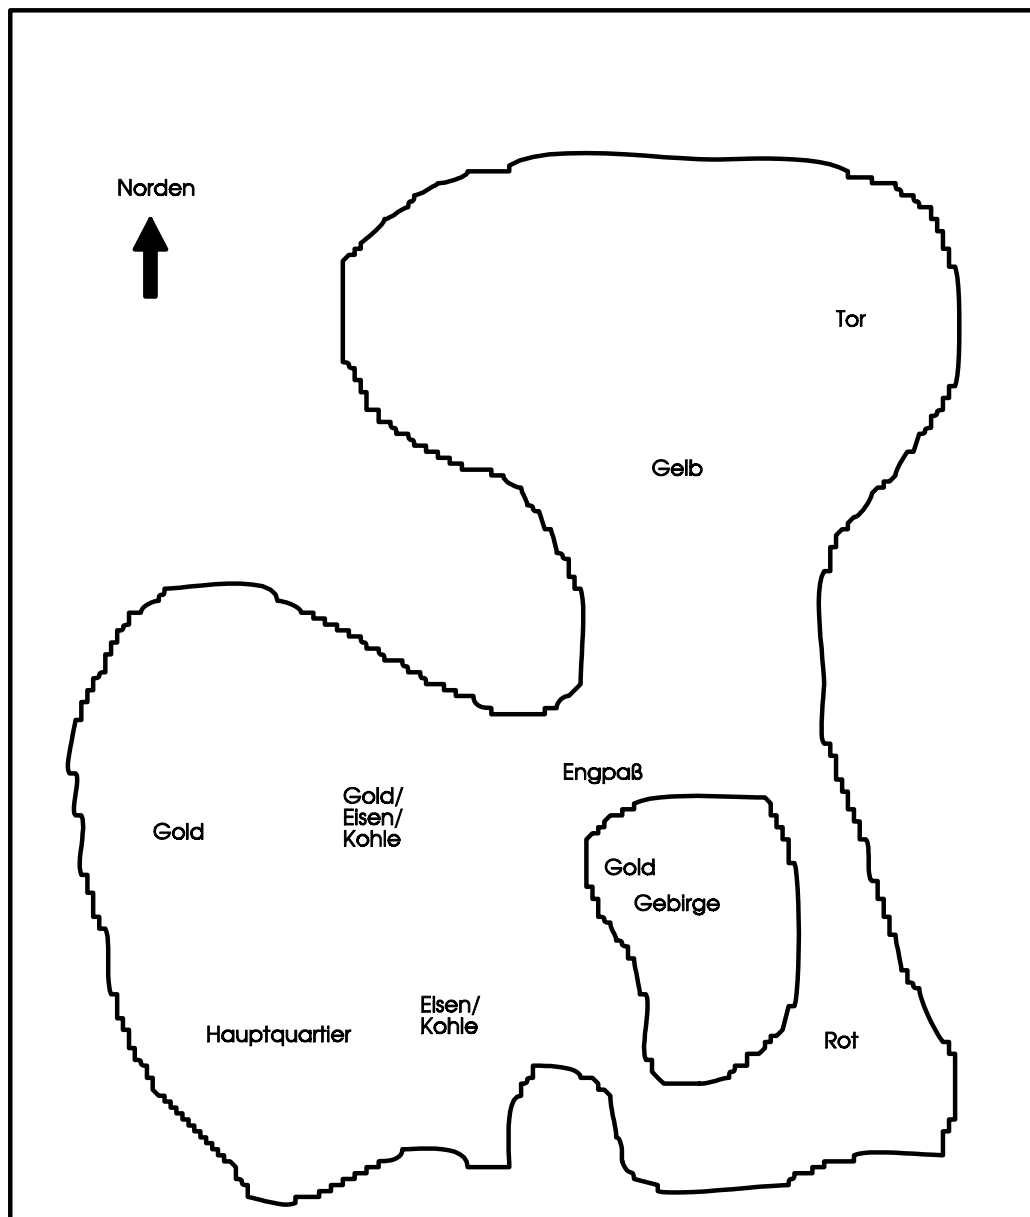 Norden
Tor
Gelb
Engpaß
Gold/
Eisen/
Kohle
Gold
Gold
Gebirge
Eisen/
Kohle
Hauptquartier
Rot